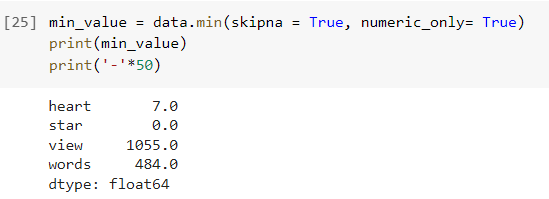 [25] min_value = data.min(skipna = True, numeric_only= True)
print(min_value)
print('-'*50)
heart 7.0
star 0.0
view 1055.0
words 484.0
dtype: float64